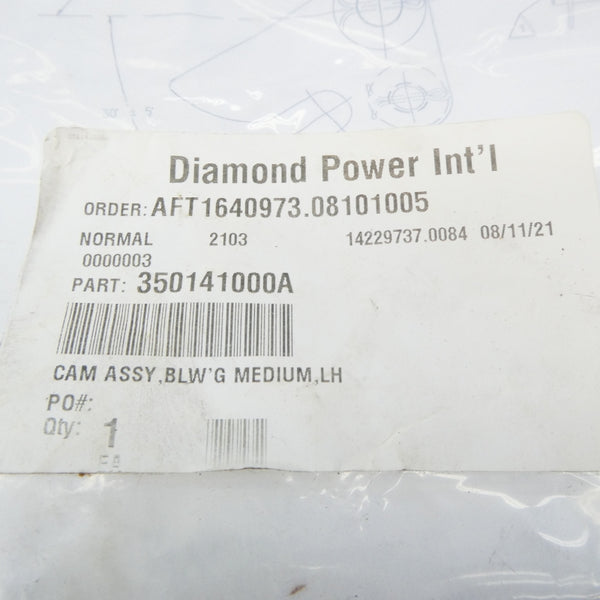 Diamond Power Int'l
ORDER: AFT1640973.08101005
NORMAL 2103 14229737.0084 08/11/21
0000003
PART: 350141000A
CAM ASSY,BLW'G MEDIUM,LH
PO#:
Qty: 1
EA